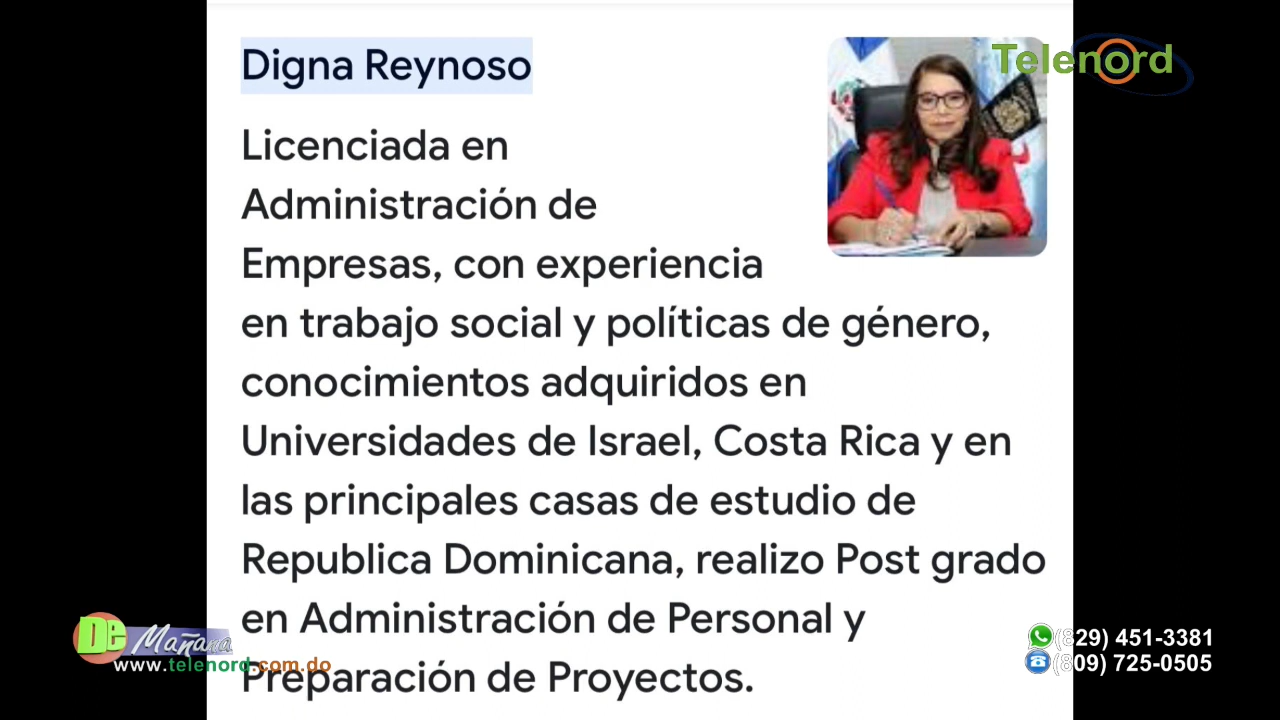 Telenord
Digna Reynoso
Licenciada en
Administración de
Empresas, con experiencia
en trabajo social y políticas de género,
conocimientos adquiridos en
Universidades de Israel, Costa Rica y en
las principales casas de estudio de
Republica Dominicana, realizo Post grado
en Administración de Personal y
Preparación de Proyectos.
De Mañana
www.telenord.com.do
(829) 451-3381
(809) 725-0505